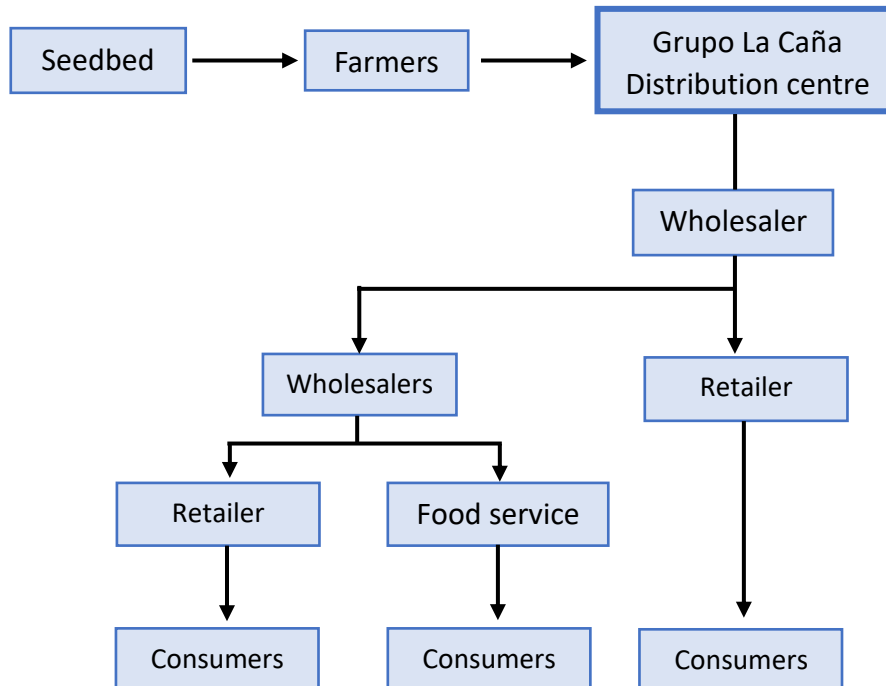 Seedbed
Farmers
Grupo La Caña
Distribution centre
Wholesaler
Wholesalers
Retailer
Retailer
Food service
Consumers
Consumers
Consumers